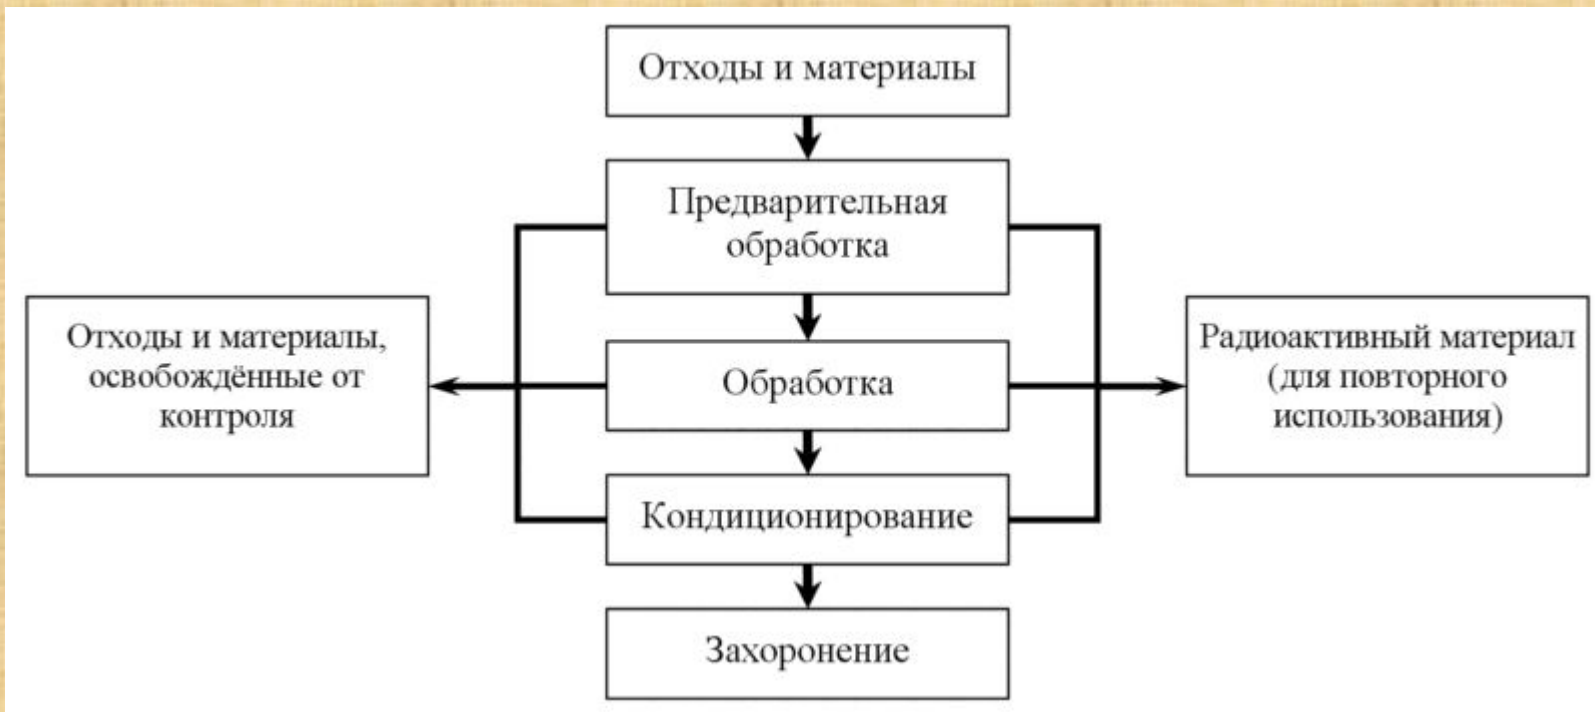 Отходы и материалы
Предварительная
обработка
Отходы и материалы,
освобождённые от
контроля
Обработка
Радиоактивный материал
(для повторного
использования)
Кондиционирование
Захоронение